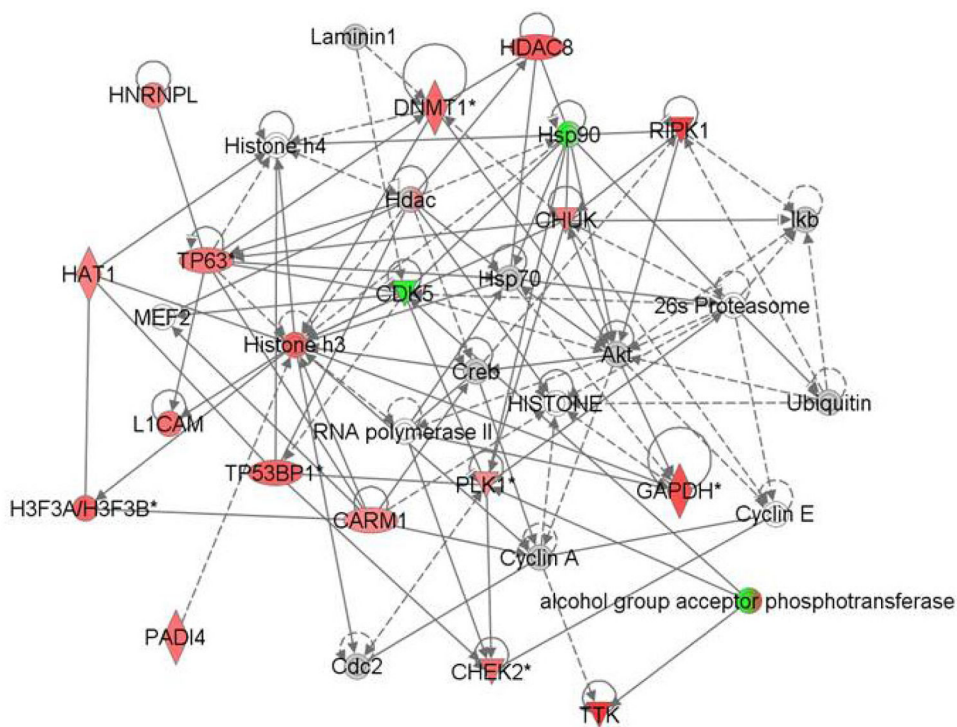 Laminin1
HDAC8
HNRNPL
DNMT1*
Hsp90
RIPK1
Histone h4
Hdac
CHUK
Ikb
TP63*
HAT1
Hsp70
CDK5
26s Proteasome
MEF2
Histone h3
Akt
Creb
HISTONE
Ubiquitin
L1CAM
RNA polymerase II
TP53BP1*
PLK1*
GAPDH*
H3F3A/H3F3B*
CARM1
Cyclin E
Cyclin A
alcohol group acceptor phosphotransferase
PADI4
Cdc2
CHEK2*
TTK